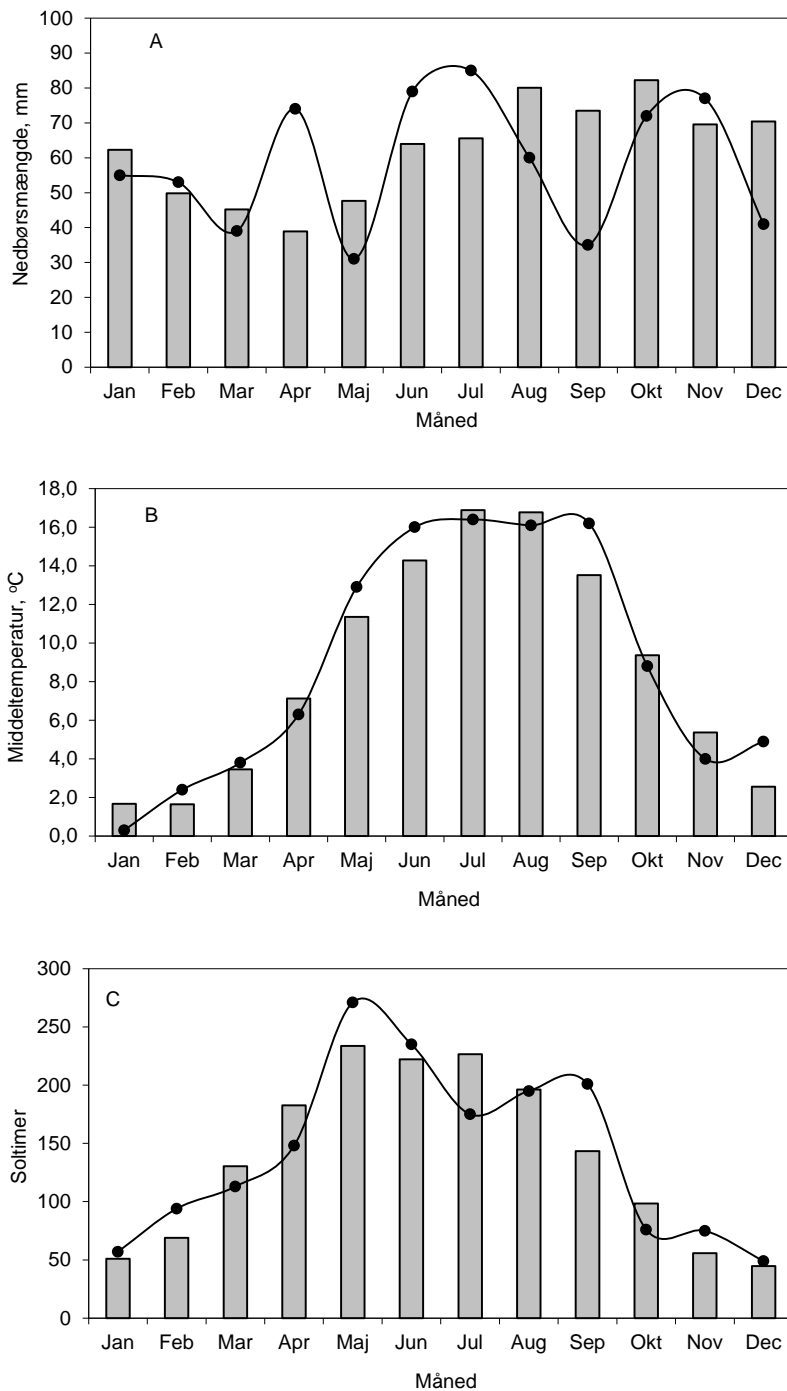 A
Nedbørsmængde, mm
100
90
80
70
60
50
40
30
20
10
0
Jan Feb Mar Apr Maj Jun Jul Aug Sep Okt Nov Dec
Måned
B
Middeltemperatur, oC
18,0
16,0
14,0
12,0
10,0
8,0
6,0
4,0
2,0
0,0
Jan Feb Mar Apr Maj Jun Jul Aug Sep Okt Nov Dec
Måned
C
Soltimer
300
250
200
150
100
50
0
Jan Feb Mar Apr Maj Jun Jul Aug Sep Okt Nov Dec
Måned